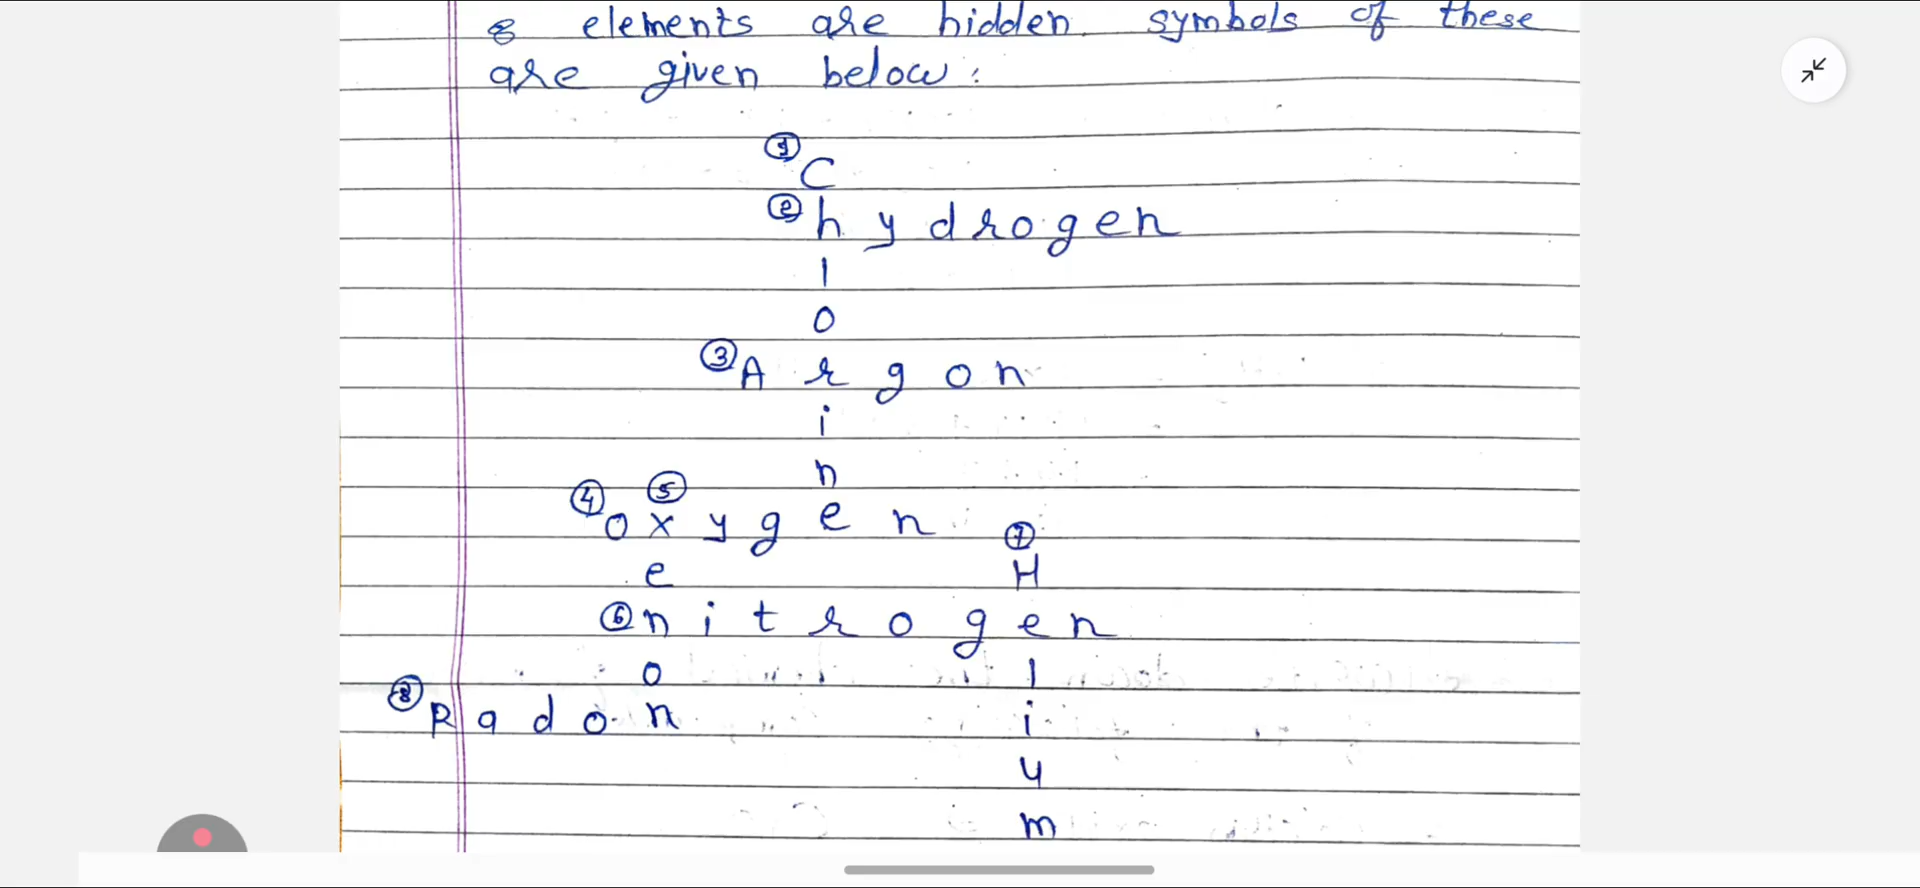 8 elements are hidden. symbols of these
are given below:
① C
② h y d r o g e n
l
o
③ A r g o n
i
n
④ ⑤
O x y g e n
⑦
e H
⑥ n i t r o g e n
o l
⑧ R a d o n i
u
m